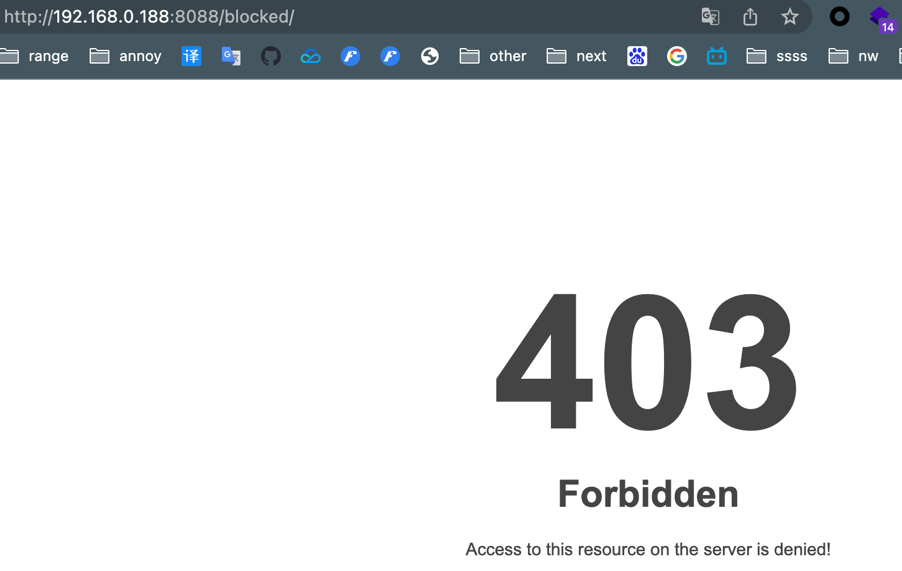 http://192.168.0.188:8088/blocked/
14
range annoy 译 G du other next G ssss nw
403
Forbidden
Access to this resource on the server is denied!